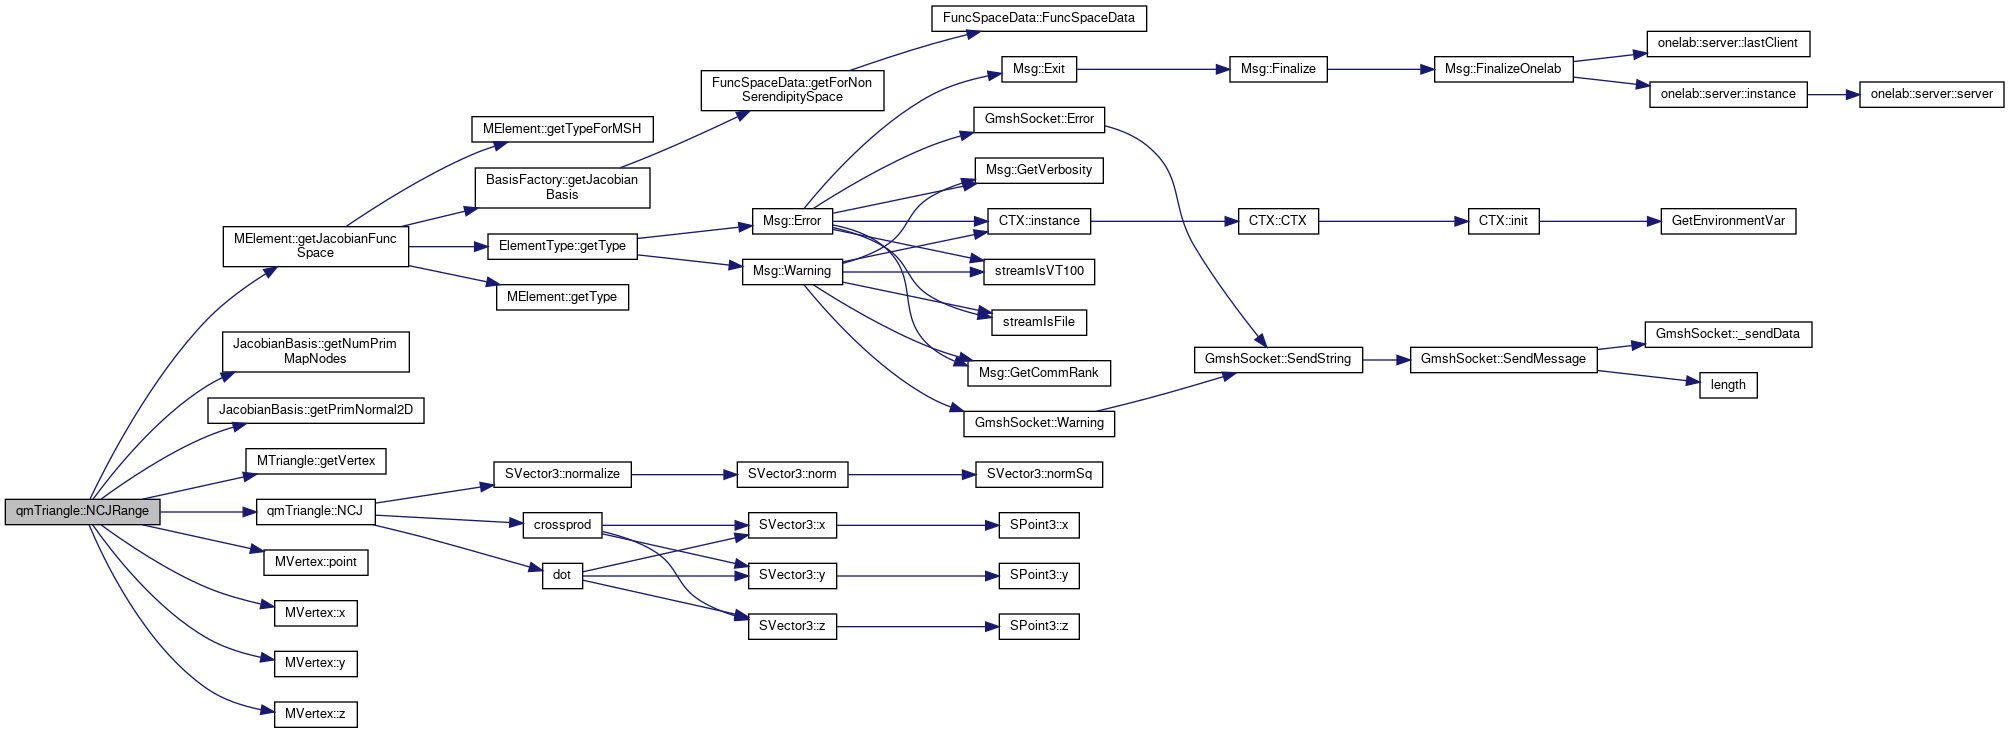 FuncSpaceData::FuncSpaceData
onelab::server::lastClient
Msg::Exit
Msg::Finalize
Msg::FinalizeOnelab
FuncSpaceData::getForNon
SerendipitySpace
onelab::server::instance
onelab::server::server
GmshSocket::Error
MElement::getTypeForMSH
Msg::GetVerbosity
BasisFactory::getJacobian
Basis
Msg::Error
CTX::instance
CTX::CTX
CTX::init
GetEnvironmentVar
MElement::getJacobianFunc
Space
ElementType::getType
Msg::Warning
streamIsVT100
MElement::getType
streamIsFile
GmshSocket::_sendData
JacobianBasis::getNumPrim
MapNodes
GmshSocket::SendString
GmshSocket::SendMessage
Msg::GetCommRank
length
JacobianBasis::getPrimNormal2D
GmshSocket::Warning
MTriangle::getVertex
SVector3::normalize
SVector3::norm
SVector3::normSq
qmTriangle::NCJRange
qmTriangle::NCJ
crossprod
SVector3::x
SPoint3::x
MVertex::point
dot
SVector3::y
SPoint3::y
MVertex::x
SVector3::z
SPoint3::z
MVertex::y
MVertex::z